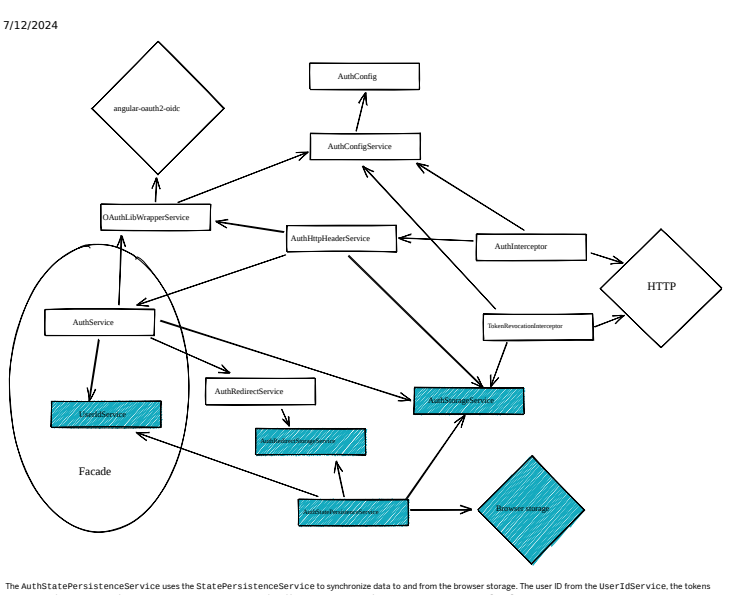 7/12/2024
AuthConfig
angular-oauth2-oidc
AuthConfigService
OAuthLibWrapperService
AuthHttpHeaderService
AuthInterceptor
HTTP
AuthService
TokenRevocationInterceptor
AuthRedirectService
AuthStorageService
UserIdService
AuthRedirectStorageService
Facade
AuthStatePersistenceService
Browser storage
The AuthStatePersistenceService uses the StatePersistenceService to synchronize data to and from the browser storage. The user ID from the UserIdService, the tokens